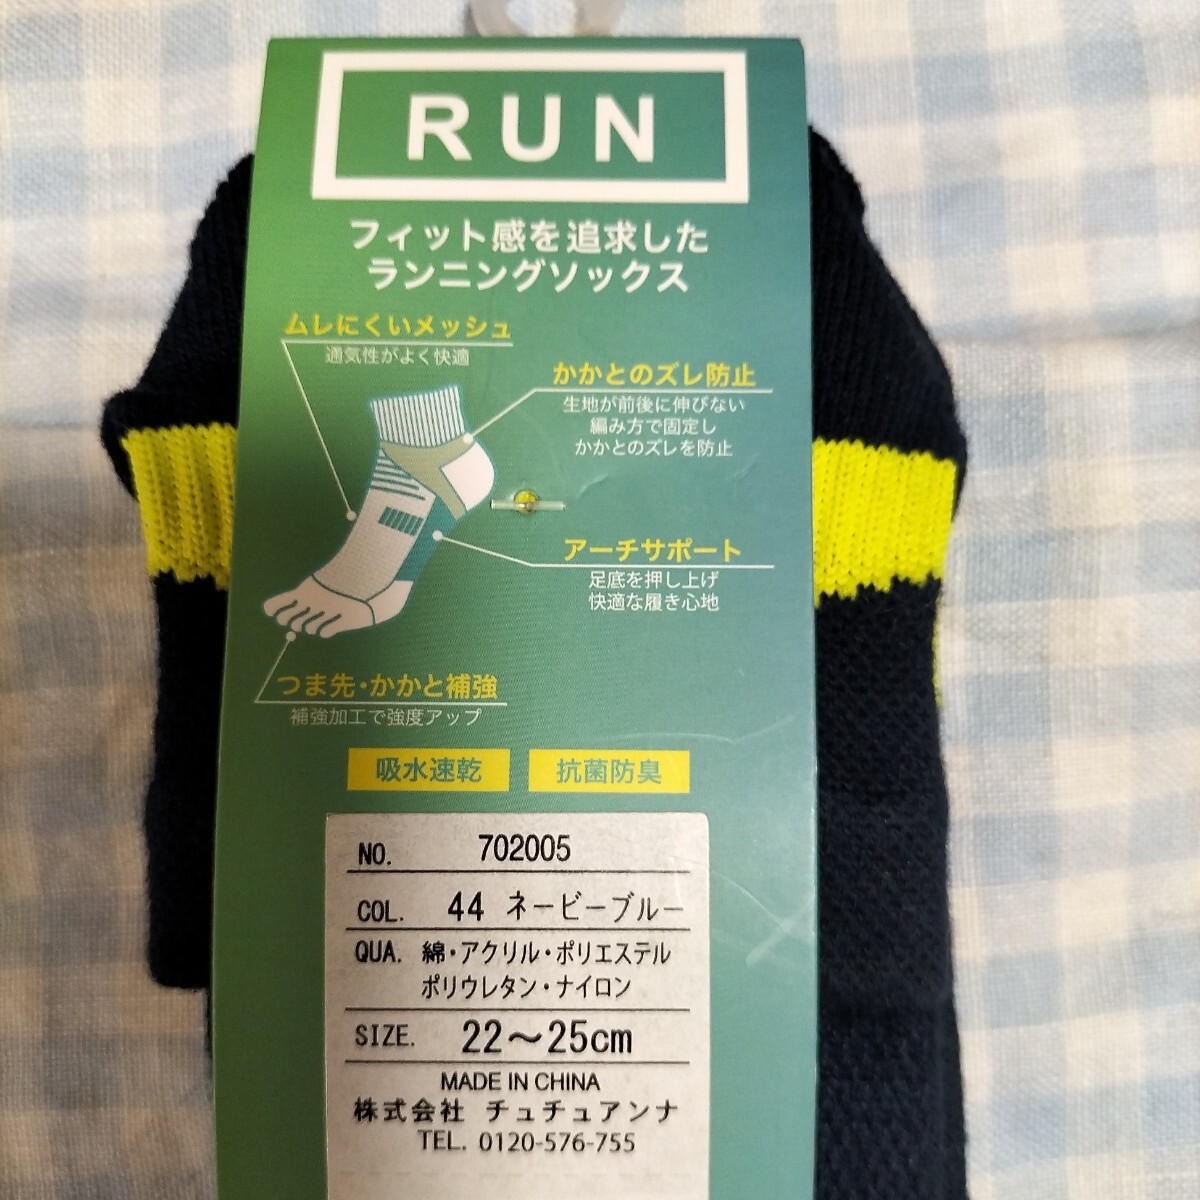 RUN
フィット感を追求した
ランニングソックス
ムレにくいメッシュ
通気性がよく快適
かかとのズレ防止
生地が前後に伸びない
編み方で固定し
かかとのズレを防止
アーチサポート
足底を押し上げ
快適な履き心地
つま先・かかと補強
補強加工で強度アップ
吸水速乾 抗菌防臭
NO. 702005
COL. 44 ネービーブルー
QUA. 綿・アクリル・ポリエステル
ポリウレタン・ナイロン
SIZE. 22～25cm
MADE IN CHINA
株式会社 チュチュアンナ
TEL. 0120-576-755